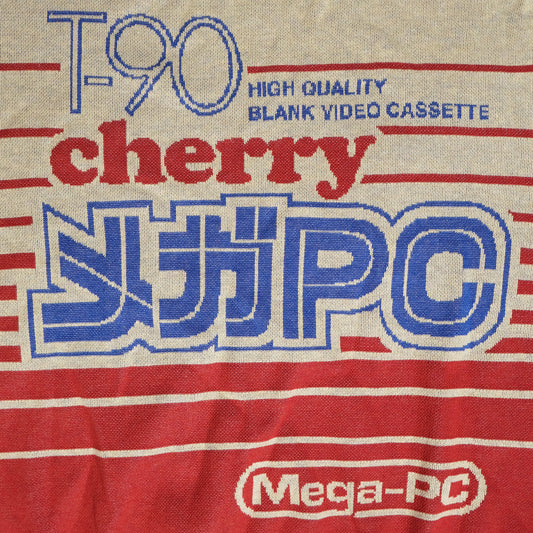 T-90
HIGH QUALITY
BLANK VIDEO CASSETTE
cherry
メガPC
Mega-PC